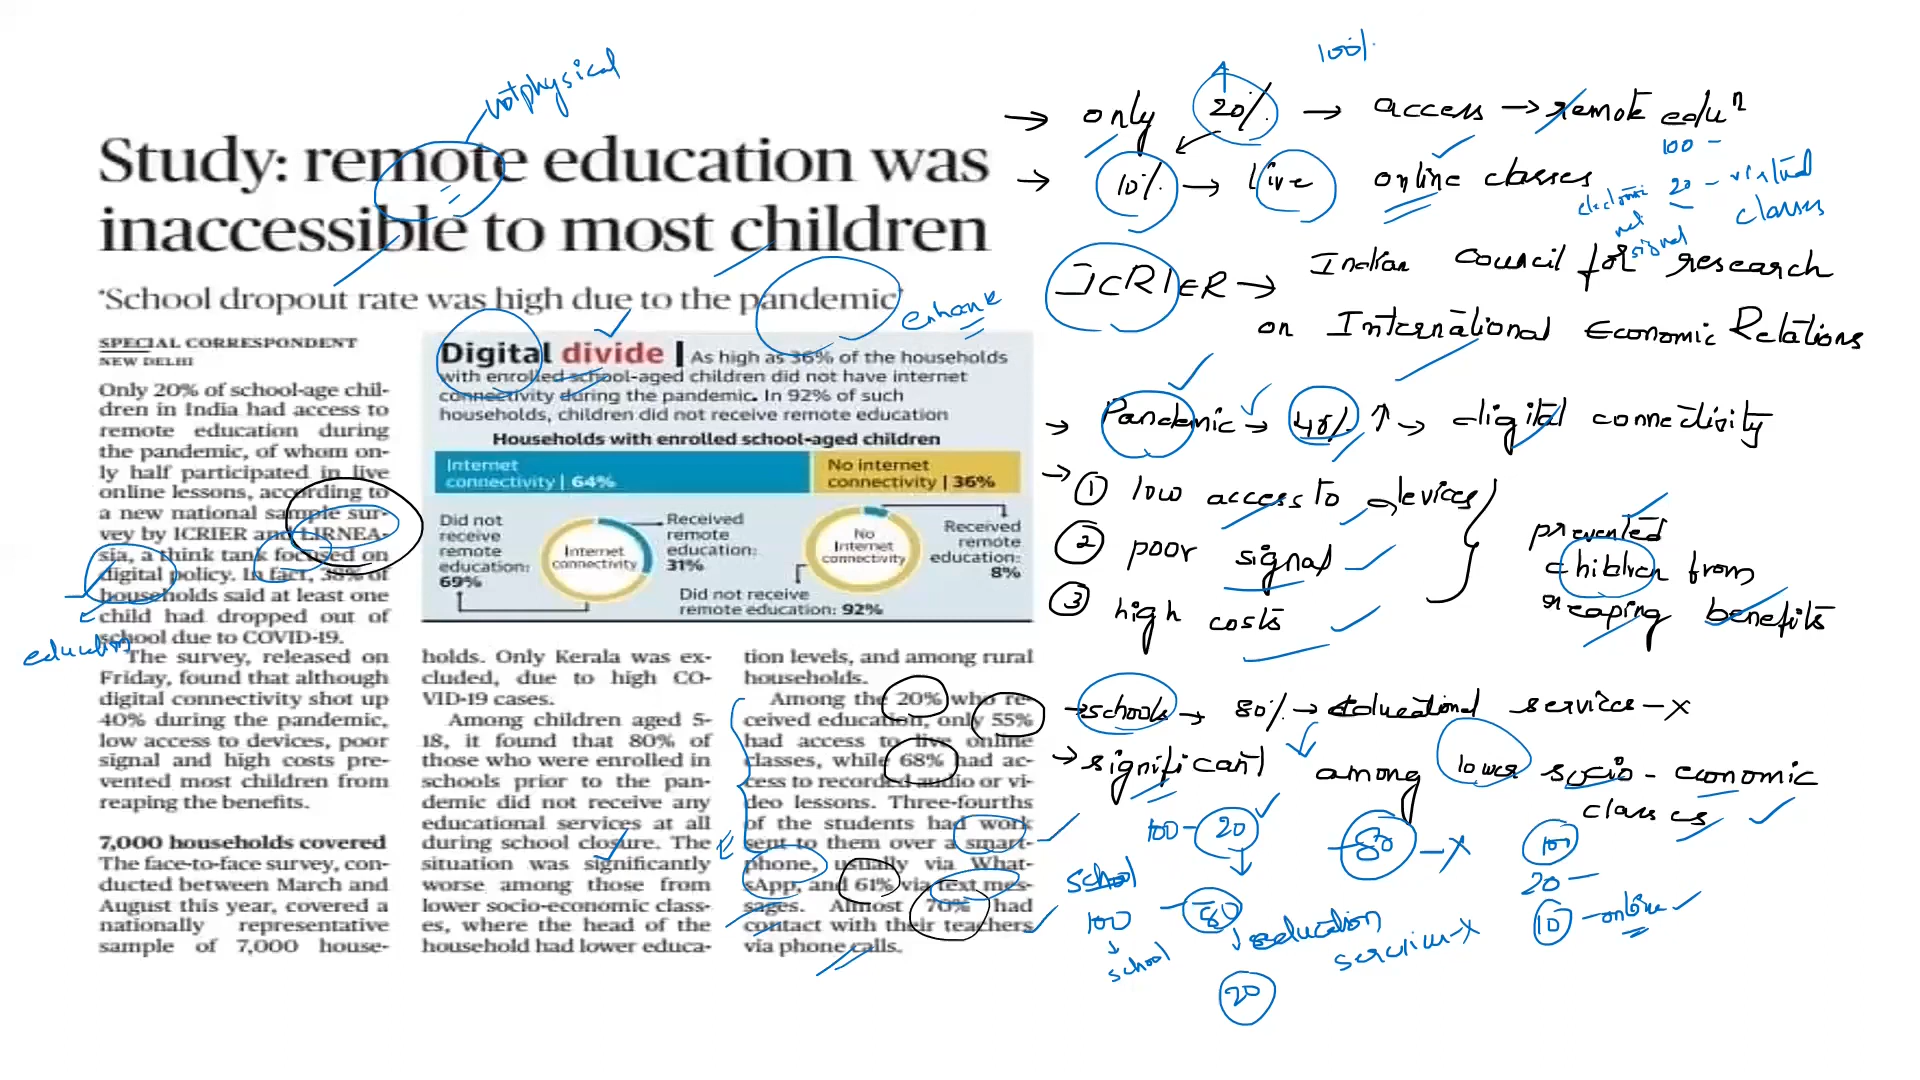 Study: remote education was
inaccessible to most children
'School dropout rate was high due to the pandemic'
SPECIAL CORRESPONDENT
NEW DELHI
Only 20% of school-age chil-
dren in India had access to
remote education during
the pandemic, of whom on-
ly half participated in live
online lessons, according to
a new national sample sur-
vey by ICRIER and LIRNEA-
sia, a think tank focused on
digital policy. In fact, 38% of
households said at least one
child had dropped out of
school due to COVID-19.
The survey, released on
Friday, found that although
digital connectivity shot up
40% during the pandemic,
low access to devices, poor
signal and high costs pre-
vented most children from
reaping the benefits.
7,000 households covered
The face-to-face survey, con-
ducted between March and
August this year, covered a
nationally representative
sample of 7,000 house-
Digital divide | As high as 36% of the households
with enrolled school-aged children did not have internet
connectivity during the pandemic. In 92% of such
households, children did not receive remote education
Households with enrolled school-aged children
Internet
connectivity | 64%
No internet
connectivity | 36%
Did not
receive
remote
education:
69%
Internet
connectivity
Received
remote
education:
31%
No
Internet
connectivity
Received
remote
education:
8%
Did not receive
remote education: 92%
holds. Only Kerala was ex-
cluded, due to high CO-
VID-19 cases.
Among children aged 5-
18, it found that 80% of
those who were enrolled in
schools prior to the pan-
demic did not receive any
educational services at all
during school closure. The
situation was significantly
worse among those from
lower socio-economic class-
es, where the head of the
household had lower educa-
tion levels, and among rural
households.
Among the 20% who re-
ceived education, only 55%
had access to live online
classes, while 68% had ac-
cess to recorded audio or vi-
deo lessons. Three-fourths
of the students had work
sent to them over a smart-
phone, usually via What-
sApp, and 61% via text mes-
sages. Almost 70% had
contact with their teachers
via phone calls.
not physical
enhance
education
100%
→ only 20% → access → remote eduⁿ
→ 10% → live online classes
100 -
20 - virtual
classes
electronic
net
signal
ICRIER → Indian Council for research
on International Economic Relations
→ Pandemic → 40% ↑ → digital connectivity
→ ① low access to devices
② poor signal
③ high costs
prevented
children from
reaping benefits
→ schools → 80% → educational services - x
→ significant among lower socio-economic
classes
100 - 20
80 - x
school
100 - 80
↓
school
education
services - x
20
100
20 -
10 - online